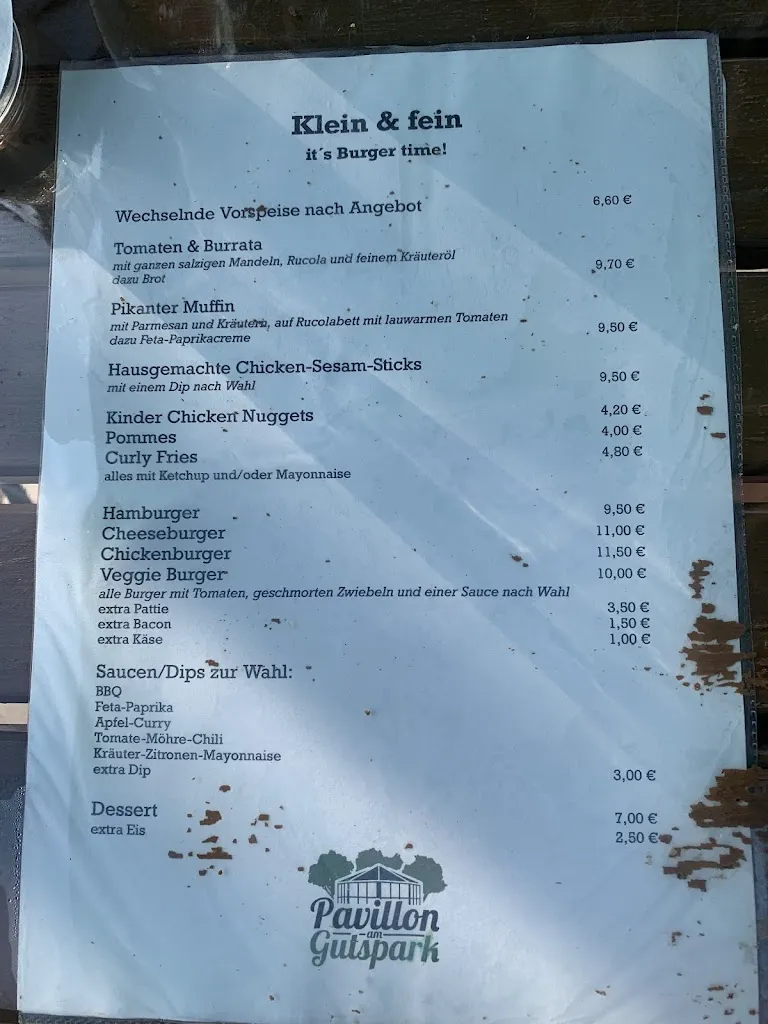 Klein & fein
it´s Burger time!
Wechselnde Vorspeise nach Angebot 6,60 €
Tomaten & Burrata
mit ganzen salzigen Mandeln, Rucola und feinem Kräuteröl 9,70 €
dazu Brot
Pikanter Muffin
mit Parmesan und Kräutern, auf Rucolabett mit lauwarmen Tomaten 9,50 €
dazu Feta-Paprikacreme
Hausgemachte Chicken-Sesam-Sticks 9,50 €
mit einem Dip nach Wahl
Kinder Chicken Nuggets 4,20 €
Pommes 4,00 €
Curly Fries 4,80 €
alles mit Ketchup und/oder Mayonnaise
Hamburger 9,50 €
Cheeseburger 11,00 €
Chickenburger 11,50 €
Veggie Burger 10,00 €
alle Burger mit Tomaten, geschmorten Zwiebeln und einer Sauce nach Wahl
extra Pattie 3,50 €
extra Bacon 1,50 €
extra Käse 1,00 €
Saucen/Dips zur Wahl:
BBQ
Feta-Paprika
Apfel-Curry
Tomate-Möhre-Chili
Kräuter-Zitronen-Mayonnaise
extra Dip 3,00 €
Dessert 7,00 €
extra Eis 2,50 €
Pavillon
am
Gutspark